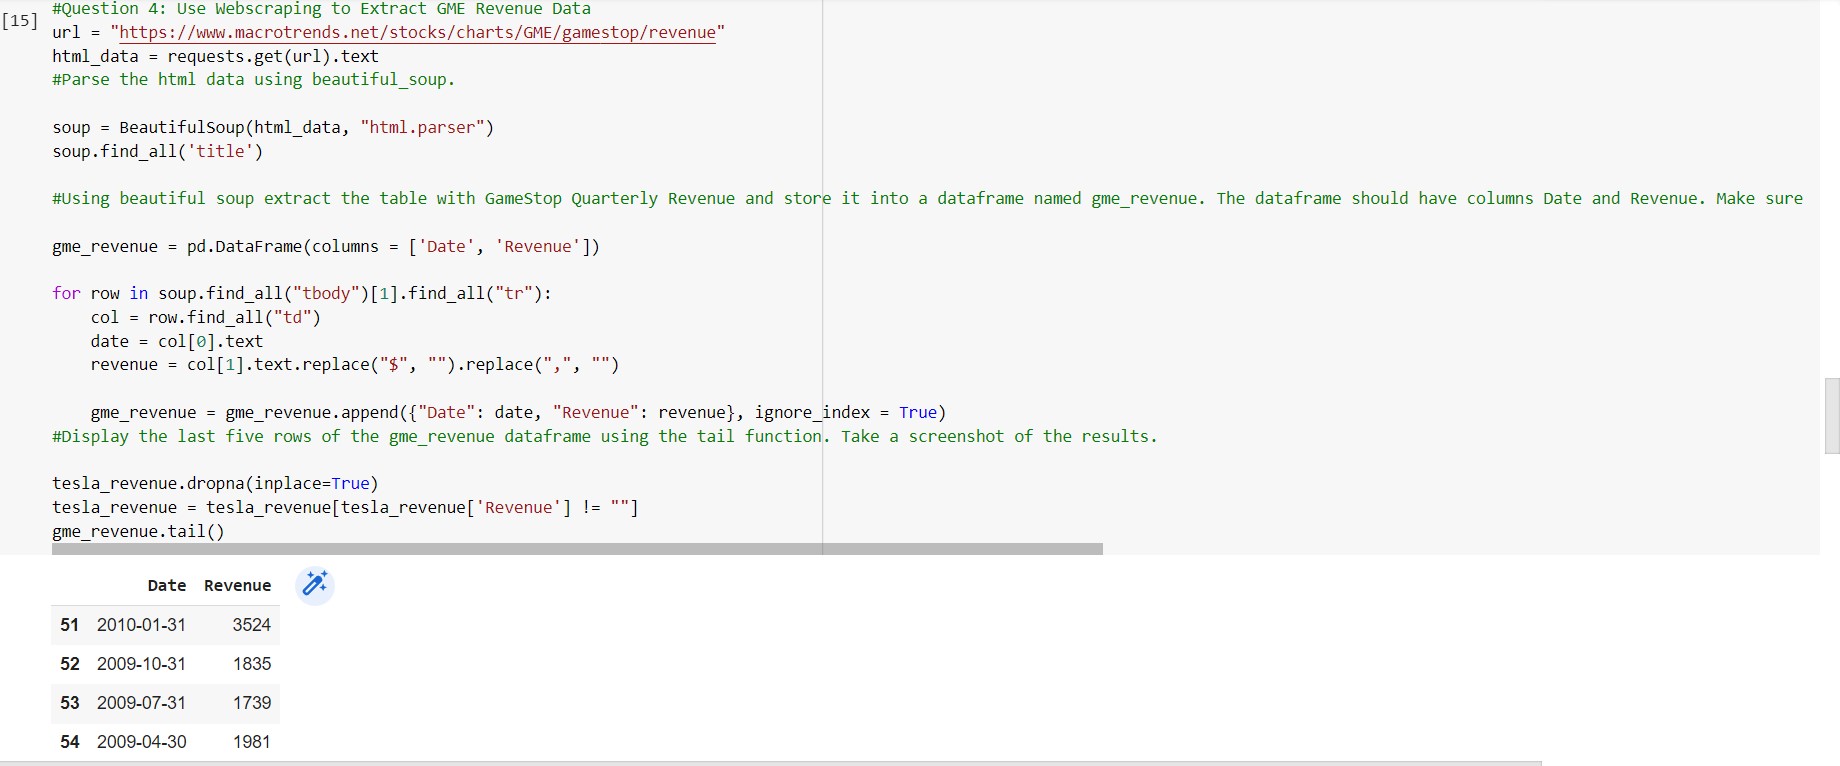 #Question 4: Use Webscraping to Extract GME Revenue Data
[15]
url = "https://www.macrotrends.net/stocks/charts/GME/gamestop/revenue"
html_data = requests.get(url).text
#Parse the html data using beautiful_soup.
soup = BeautifulSoup(html_data, "html.parser")
soup.find_all('title')
#Using beautiful soup extract the table with GameStop Quarterly Revenue and store it into a dataframe named gme_revenue. The dataframe should have columns Date and Revenue. Make sure
gme_revenue = pd.DataFrame(columns = ['Date', 'Revenue'])
for row in soup.find_all("tbody")[1].find_all("tr"):
    col = row.find_all("td")
    date = col[0].text
    revenue = col[1].text.replace("$", "").replace(",", "")
    gme_revenue = gme_revenue.append({"Date": date, "Revenue": revenue}, ignore_index = True)
#Display the last five rows of the gme_revenue dataframe using the tail function. Take a screenshot of the results.
tesla_revenue.dropna(inplace=True)
tesla_revenue = tesla_revenue[tesla_revenue['Revenue'] != ""]
gme_revenue.tail()
Date Revenue
51 2010-01-31 3524
52 2009-10-31 1835
53 2009-07-31 1739
54 2009-04-30 1981